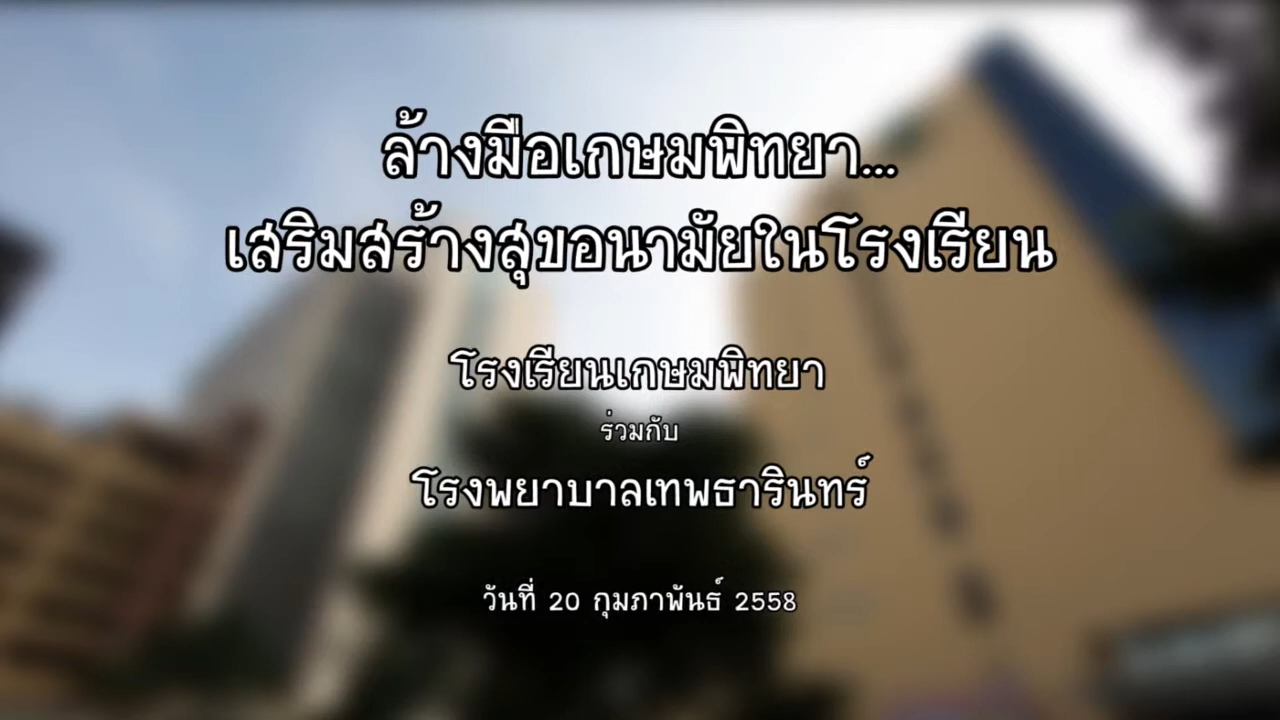 ล้างมือเกษมพิทยา...
เสริมสร้างสุขอนามัยในโรงเรียน
โรงเรียนเกษมพิทยา
ร่วมกับ
โรงพยาบาลเทพธารินทร์
วันที่ 20 กุมภาพันธ์ 2558